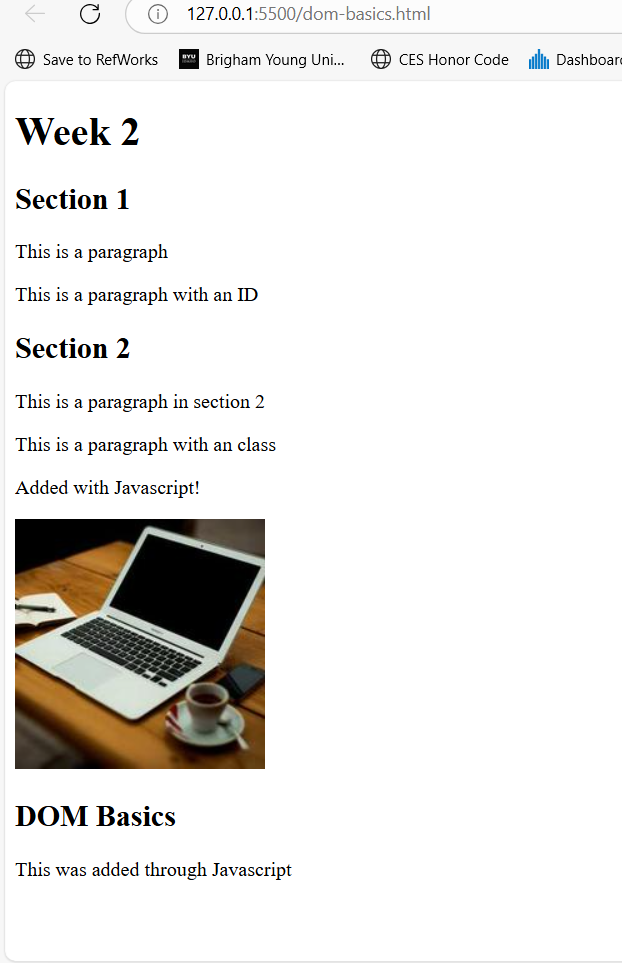 127.0.0.1:5500/dom-basics.html
Save to RefWorks BYU Brigham Young Uni... CES Honor Code Dashboard
Week 2
Section 1
This is a paragraph
This is a paragraph with an ID
Section 2
This is a paragraph in section 2
This is a paragraph with an class
Added with Javascript!
DOM Basics
This was added through Javascript